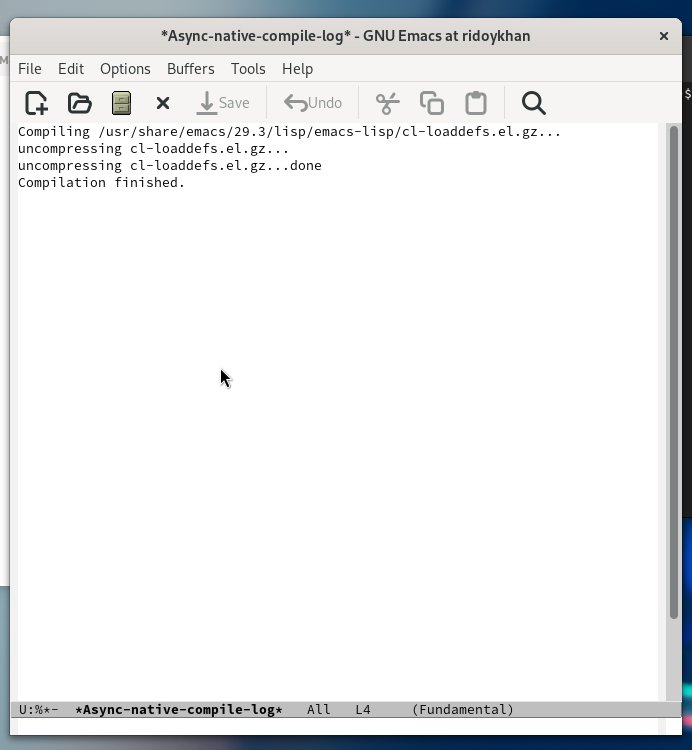 *Async-native-compile-log* - GNU Emacs at ridoykhan
M
File Edit Options Buffers Tools Help
Save Undo
$
Compiling /usr/share/emacs/29.3/lisp/emacs-lisp/cl-loaddefs.el.gz...
uncompressing cl-loaddefs.el.gz...
uncompressing cl-loaddefs.el.gz...done
Compilation finished.
U:%*- *Async-native-compile-log* All L4 (Fundamental)